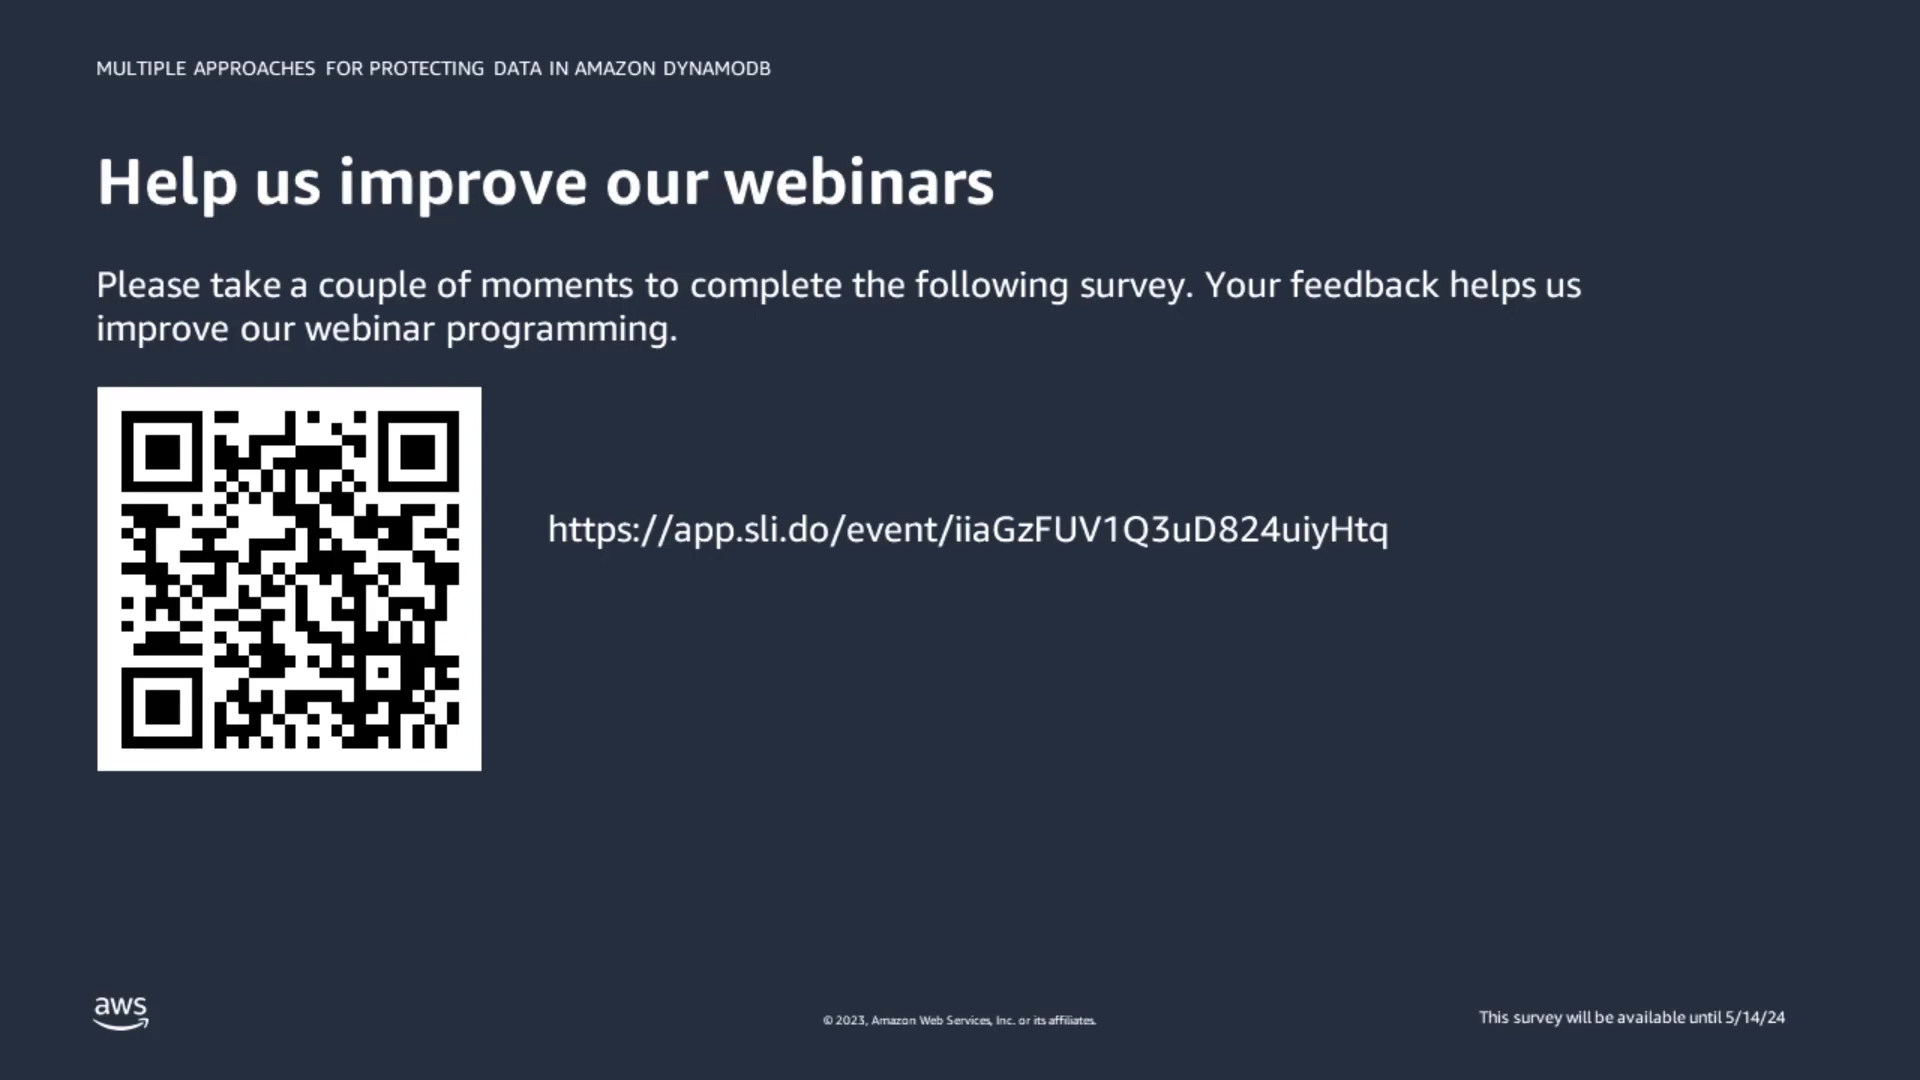 MULTIPLE APPROACHES FOR PROTECTING DATA IN AMAZON DYNAMODB
Help us improve our webinars
Please take a couple of moments to complete the following survey. Your feedback helps us
improve our webinar programming.
https://app.sli.do/event/iiaGzFUV1Q3uD824uiyHtq
aws
© 2023, Amazon Web Services, Inc. or its affiliates.
This survey will be available until 5/14/24